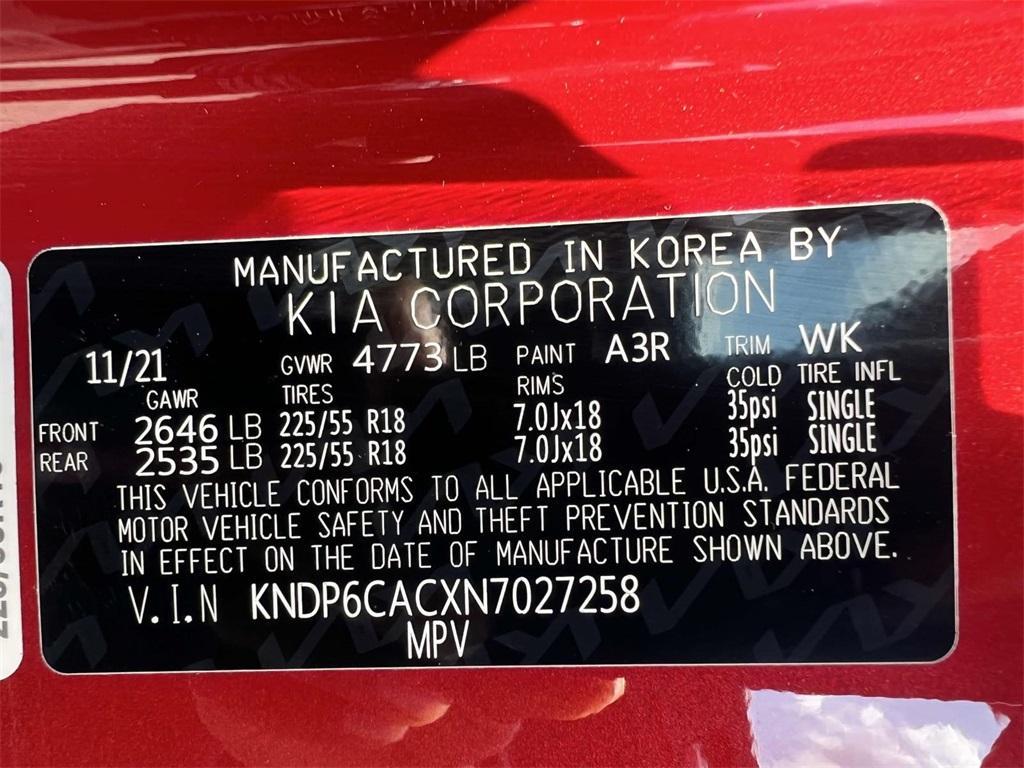 MANUFACTURED IN KOREA BY
KIA CORPORATION
11/21 GVWR 4773 LB PAINT A3R TRIM WK
GAWR TIRES RIMS COLD TIRE INFL
FRONT 2646 LB 225/55 R18 7.0Jx18 35psi SINGLE
REAR 2535 LB 225/55 R18 7.0Jx18 35psi SINGLE
THIS VEHICLE CONFORMS TO ALL APPLICABLE U.S.A. FEDERAL
MOTOR VEHICLE SAFETY AND THEFT PREVENTION STANDARDS
IN EFFECT ON THE DATE OF MANUFACTURE SHOWN ABOVE.
V.I.N KNDP6CACXN7027258
MPV